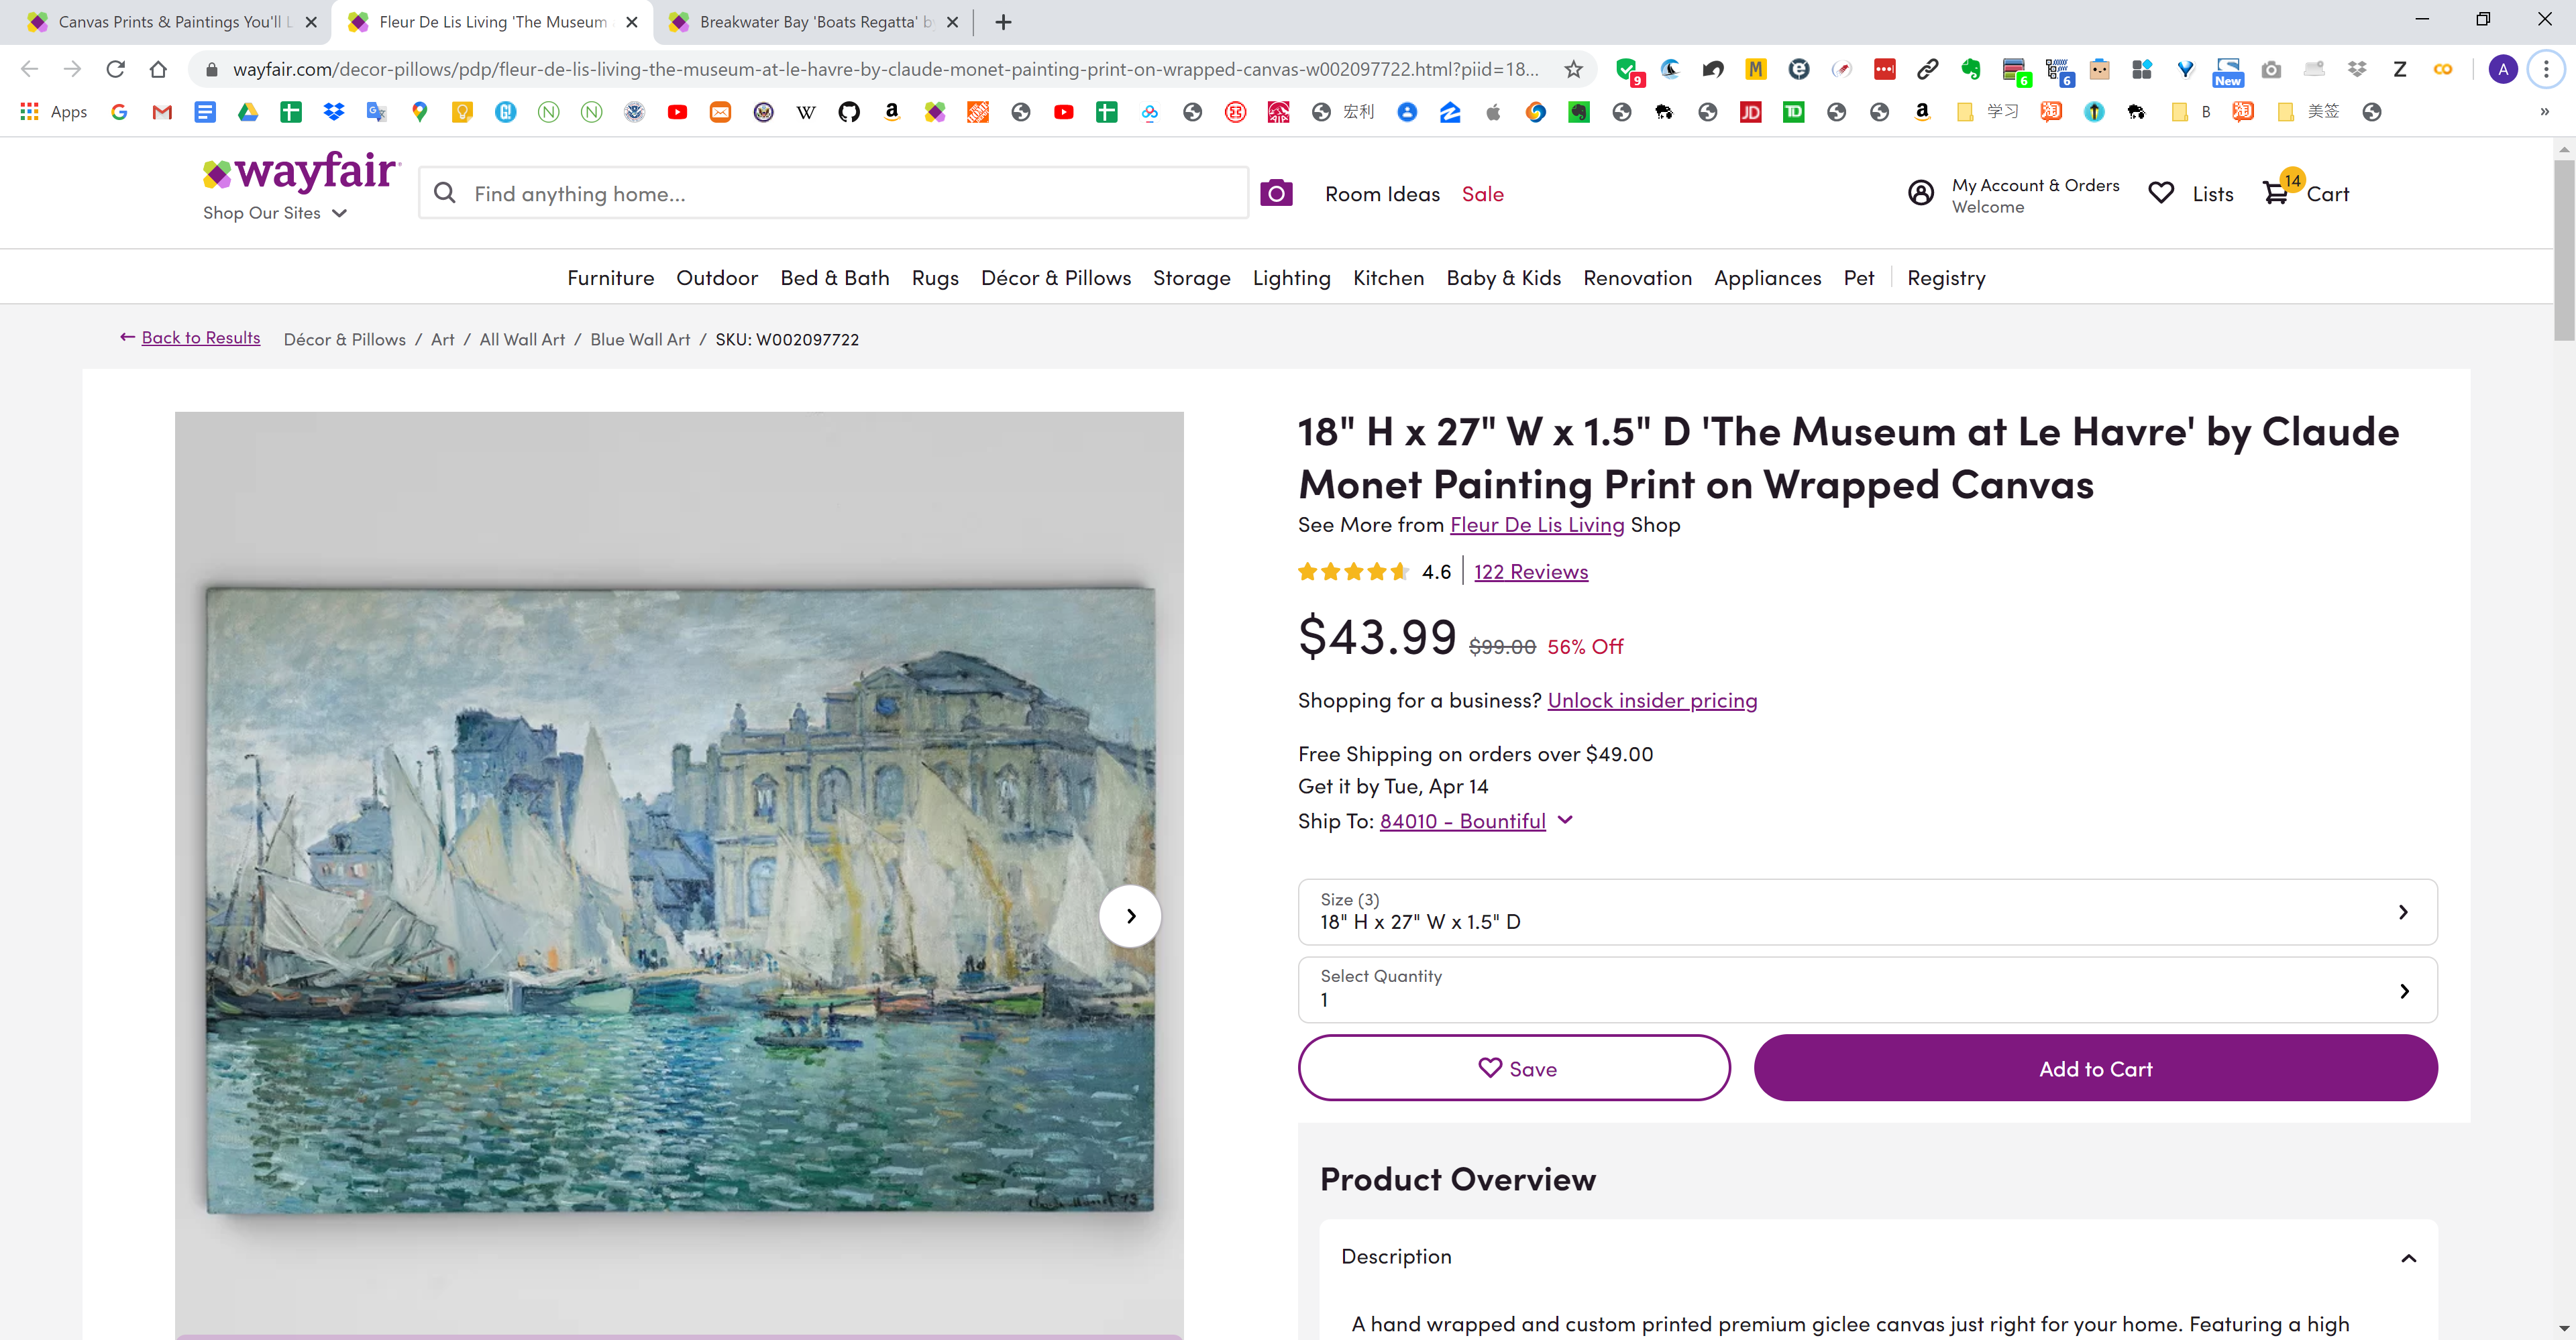 Canvas Prints & Paintings You'll L
Fleur De Lis Living 'The Museum
Breakwater Bay 'Boats Regatta' b
wayfair.com/decor-pillows/pdp/fleur-de-lis-living-the-museum-at-le-havre-by-claude-monet-painting-print-on-wrapped-canvas-w002097722.html?piid=18...
9
M
6
6
New
Z
A
Apps
宏利
学习
B
美签
wayfair
Shop Our Sites
Find anything home...
Room Ideas
Sale
My Account & Orders
Welcome
Lists
14
Cart
Furniture
Outdoor
Bed & Bath
Rugs
Décor & Pillows
Storage
Lighting
Kitchen
Baby & Kids
Renovation
Appliances
Pet
Registry
← Back to Results
Décor & Pillows / Art / All Wall Art / Blue Wall Art / SKU: W002097722
18" H x 27" W x 1.5" D 'The Museum at Le Havre' by Claude
Monet Painting Print on Wrapped Canvas
See More from Fleur De Lis Living Shop
4.6
122 Reviews
$43.99 $99.00 56% Off
Shopping for a business? Unlock insider pricing
Free Shipping on orders over $49.00
Get it by Tue, Apr 14
Ship To: 84010 - Bountiful
Size (3)
18" H x 27" W x 1.5" D
Select Quantity
1
Save
Add to Cart
Product Overview
Description
A hand wrapped and custom printed premium giclee canvas just right for your home. Featuring a high